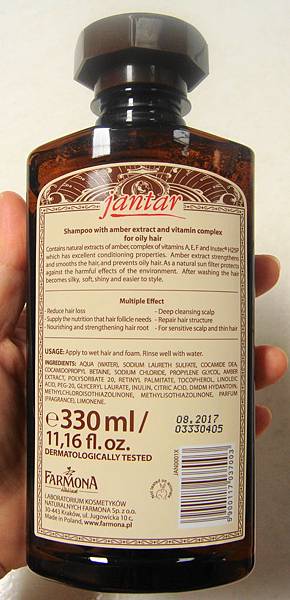 jantar
Shampoo with amber extract and vitamin complex
for oily hair
Contains natural extracts of amber, complex of vitamins A, E, F and Inutec® H25P
which has excellent conditioning properties. Amber extract strengthens
and smooths the hair, and prevents oily hair. As a natural sun filter protects
against the harmful effects of the environment. After washing the hair
becomes silky, soft, shiny and easier to style.
Multiple Effect
- Reduce hair loss
- Supply the nutrition that hair follicle needs
- Nourishing and strengthening hair root
- Deep cleansing scalp
- Repair hair structure
- For sensitive scalp and thin hair
USAGE: Apply to wet hair and foam. Rinse well with water.
INGREDIENTS: AQUA (WATER), SODIUM LAURETH SULFATE, COCAMIDE DEA,
COCAMIDOPROPYL BETAINE, SODIUM CHLORIDE, PROPYLENE GLYCOL, AMBER
EXTRACT, POLYSORBATE 20, RETINYL PALMITATE, TOCOPHEROL, LINOLEIC
ACID, PEG-20, GLYCERYL LAURATE, INULIN, CITRIC ACID, DMDM HYDANTOIN,
METHYLCHLOROISOTHIAZOLINONE, METHYLISOTHIAZOLINONE, PARFUM
(FRAGRANCE), LIMONENE.
℮ 330 ml /
11,16 fl. oz.
DERMATOLOGICALLY TESTED
08.2017
03330405
FARMONA
LABORATORIUM KOSMETYKÓW
NATURALNYCH FARMONA Sp. z o.o.
30-443 Kraków, ul. Jugowicka 10 c.
Made in Poland, www.farmona.pl
JAN0001X
5 900117 037003